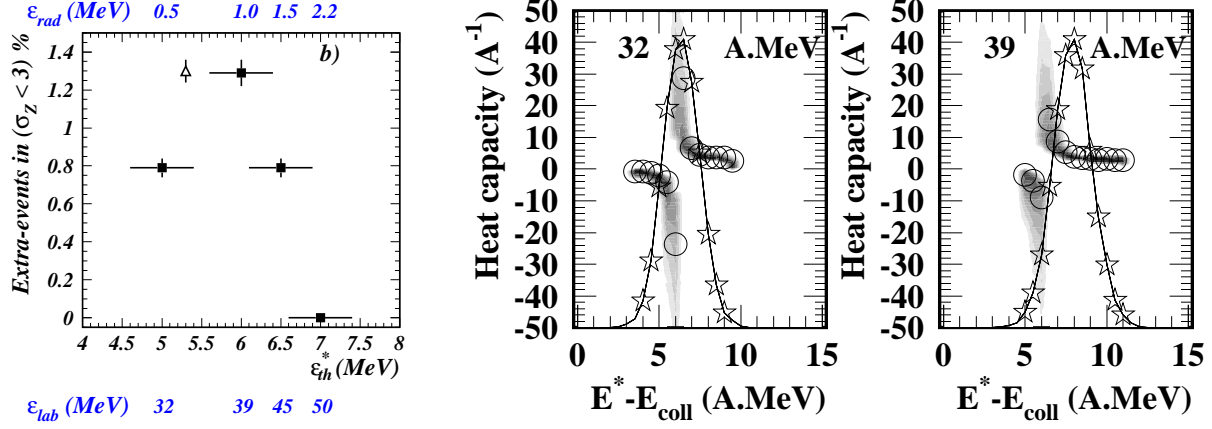 ε_rad (MeV) 0.5 1.0 1.5 2.2
b)
Extra-events in (σ_Z < 3) %
1.4
1.2
1
0.8
0.6
0.4
0.2
0
4 4.5 5 5.5 6 6.5 7 7.5 8
ε*_th (MeV)
ε_lab (MeV) 32 39 45 50
32 A.MeV
Heat capacity (A^-1)
50
40
30
20
10
0
-10
-20
-30
-40
-50
0 5 10 15
E*-E_coll (A.MeV)
39 A.MeV
Heat capacity (A^-1)
50
40
30
20
10
0
-10
-20
-30
-40
-50
0 5 10 15
E*-E_coll (A.MeV)